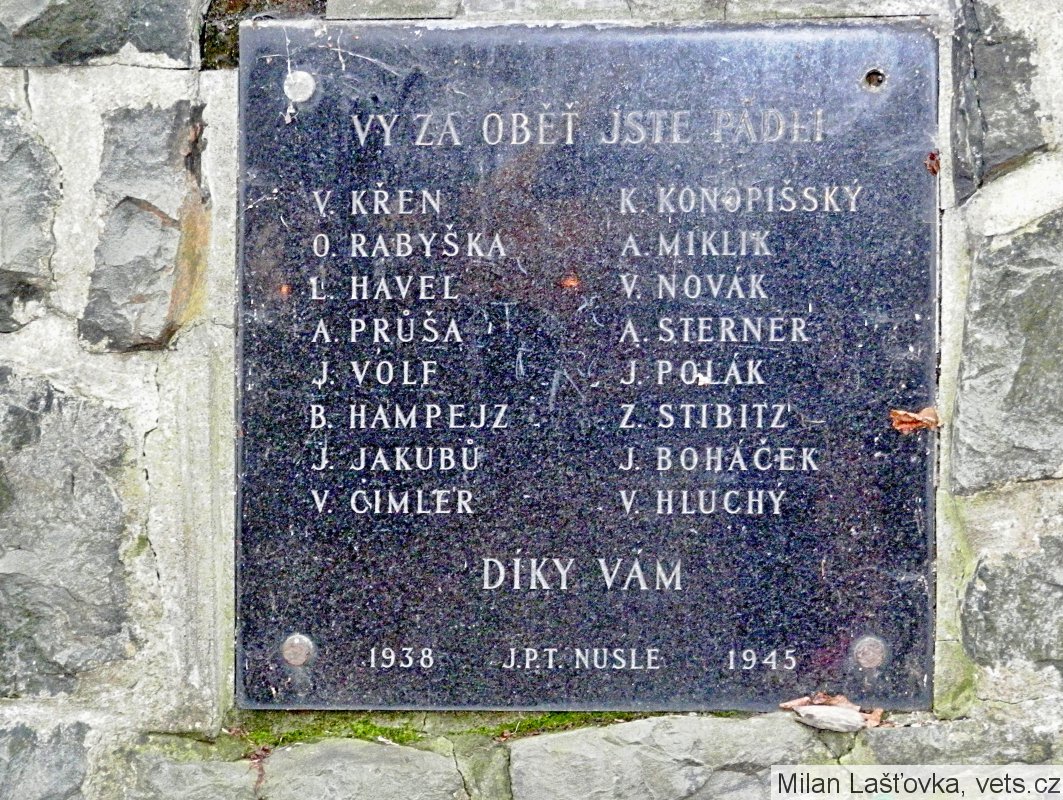 VY ZA OBĚŤ JSTE PADLI
V. KŘEN K. KONOPIŠSKÝ
O. RABYŠKA A. MIKLIK
L. HAVEL V. NOVÁK
A. PRŮŠA A. STERNER
J. VOLF J. POLÁK
B. HAMPEJZ Z. STIBITZ
J. JAKUBŮ J. BOHÁČEK
V. CIMLER V. HLUCHÝ
DÍKY VÁM
1938 J.P.T. NUSLE 1945
Milan Lašťovka, vets.cz